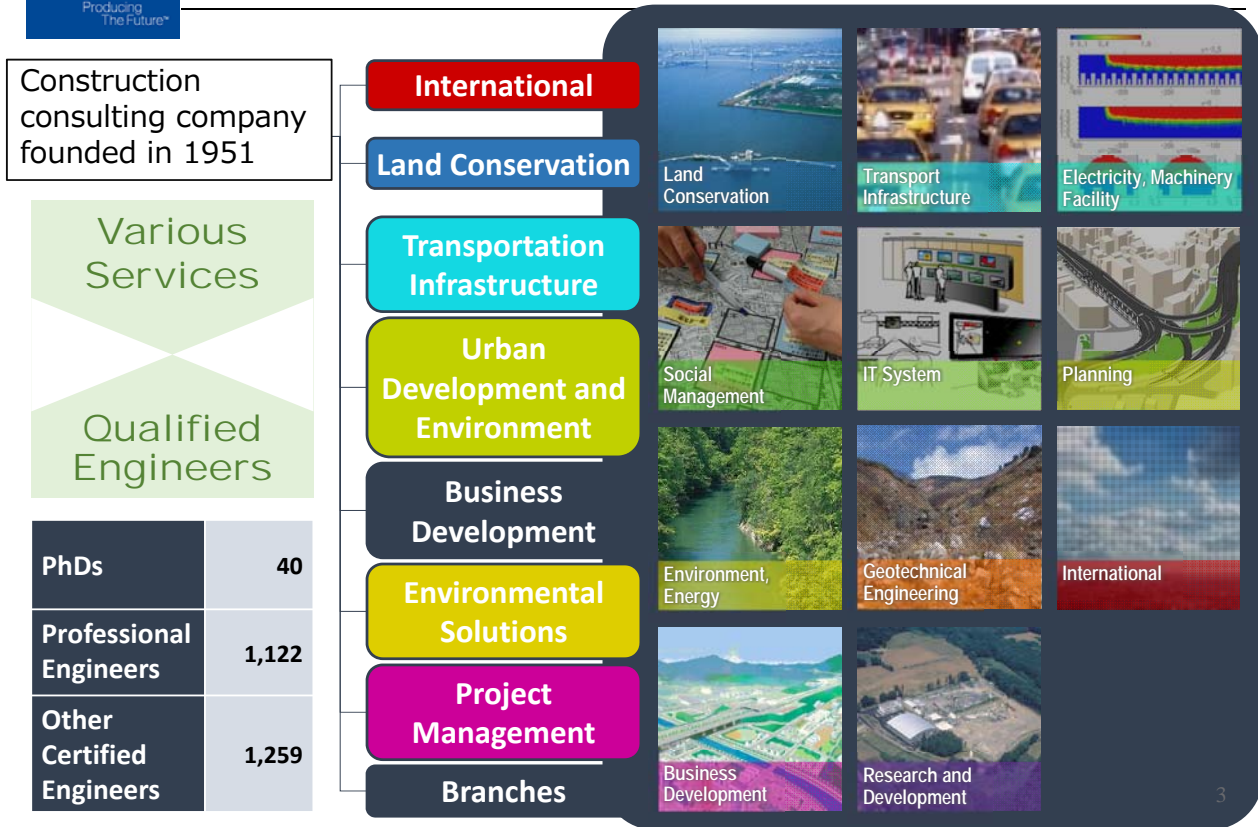 Producing
The Future™
Construction
consulting company
founded in 1951
Various
Services
Qualified
Engineers
PhDs 40
Professional
Engineers 1,122
Other
Certified
Engineers 1,259
International
Land Conservation
Transportation
Infrastructure
Urban
Development and
Environment
Business
Development
Environmental
Solutions
Project
Management
Branches
Land
Conservation
Transport
Infrastructure
Electricity, Machinery
Facility
Social
Management
IT System
Planning
Environment,
Energy
Geotechnical
Engineering
International
Business
Development
Research and
Development
3